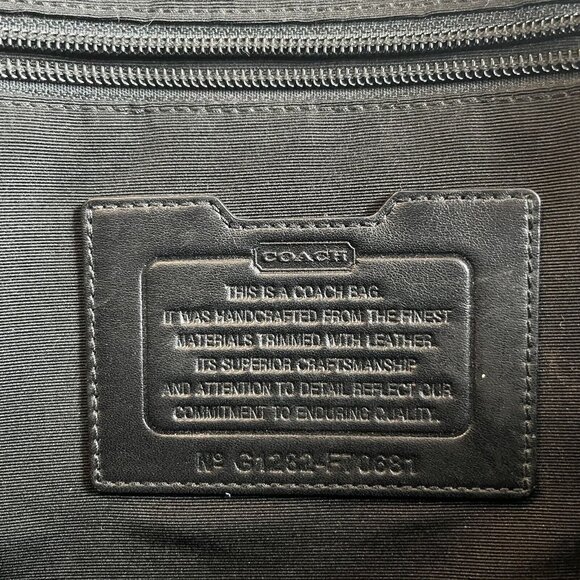 COACH
THIS IS A COACH BAG.
IT WAS HANDCRAFTED FROM THE FINEST
MATERIALS TRIMMED WITH LEATHER.
ITS SUPERIOR CRAFTSMANSHIP
AND ATTENTION TO DETAIL REFLECT OUR
COMMITMENT TO ENDURING QUALITY.
Nº G1282-F70681